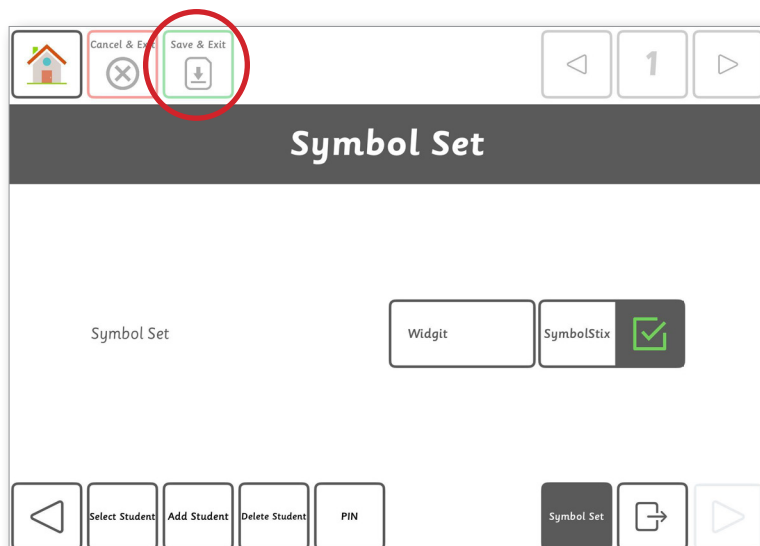 Cancel & Exit
Save & Exit
1
Symbol Set
Symbol Set
Widgit
SymbolStix
Select Student
Add Student
Delete Student
PIN
Symbol Set